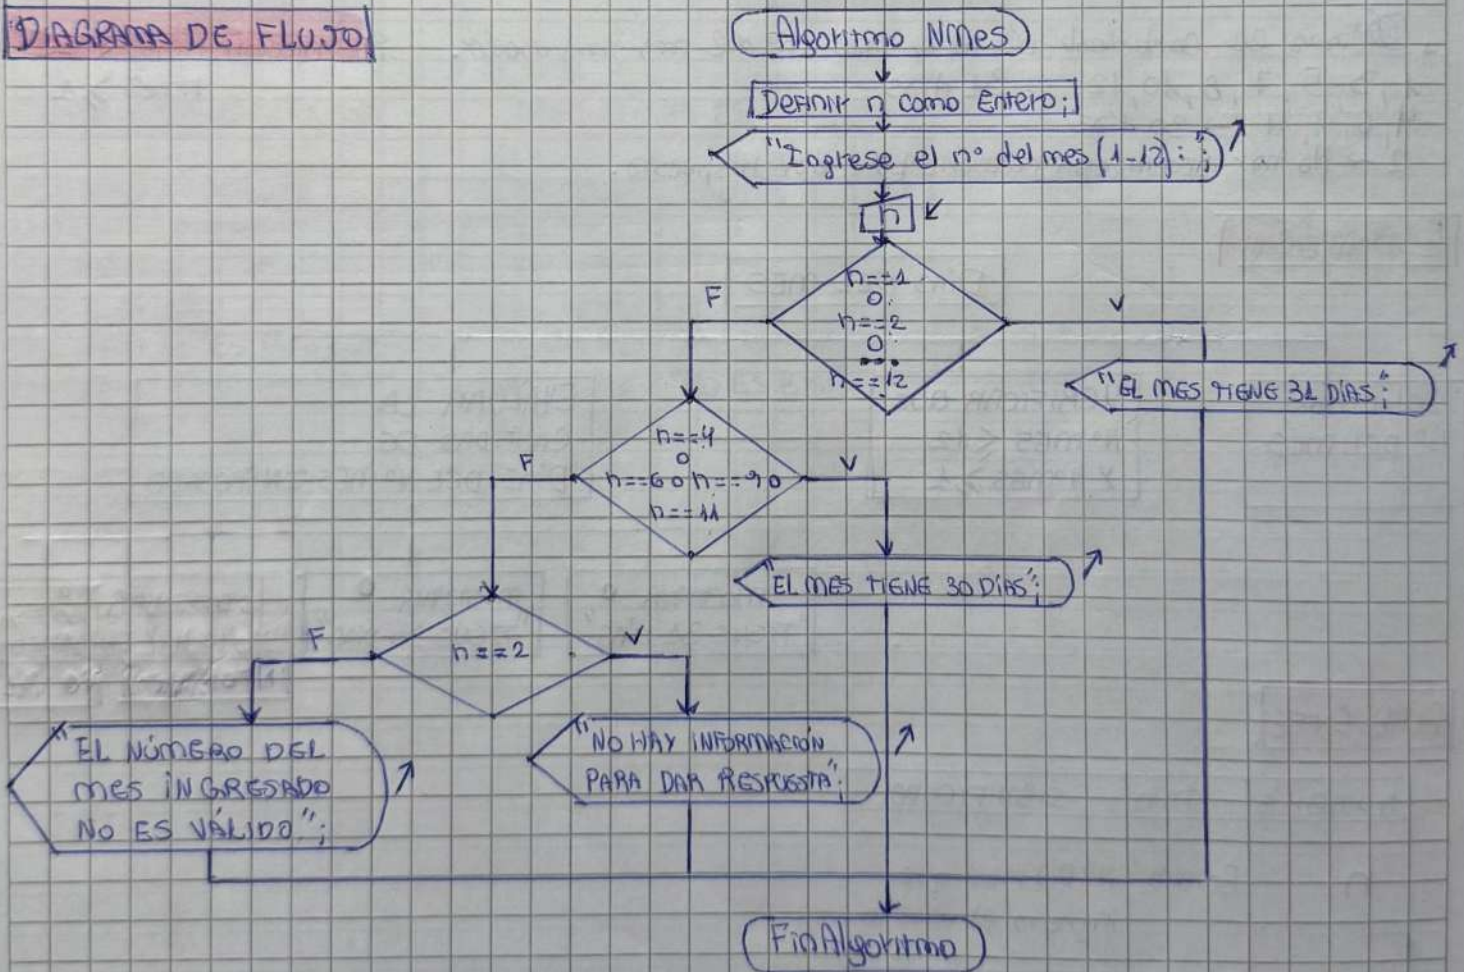 DIAGRAMA DE FLUJO
Algoritmo NMes
Definir n como Entero;
"Ingrese el nº del mes (1-12): ";
n
n==1
o
n==2
o
...
n==12
F
V
"EL MES TIENE 31 DÍAS";
n==4
o
n==6 o n==9 o
n==11
F
V
"EL MES TIENE 30 DÍAS";
n==2
F
V
"EL NÚMERO DEL
MES INGRESADO
NO ES VÁLIDO";
"NO HAY INFORMACIÓN
PARA DAR RESPUESTA";
FinAlgoritmo